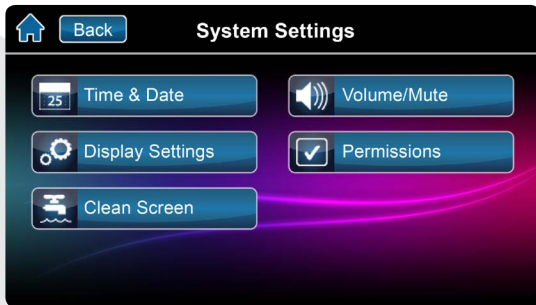 Back
System Settings
25
Time & Date
Volume/Mute
Display Settings
Permissions
Clean Screen